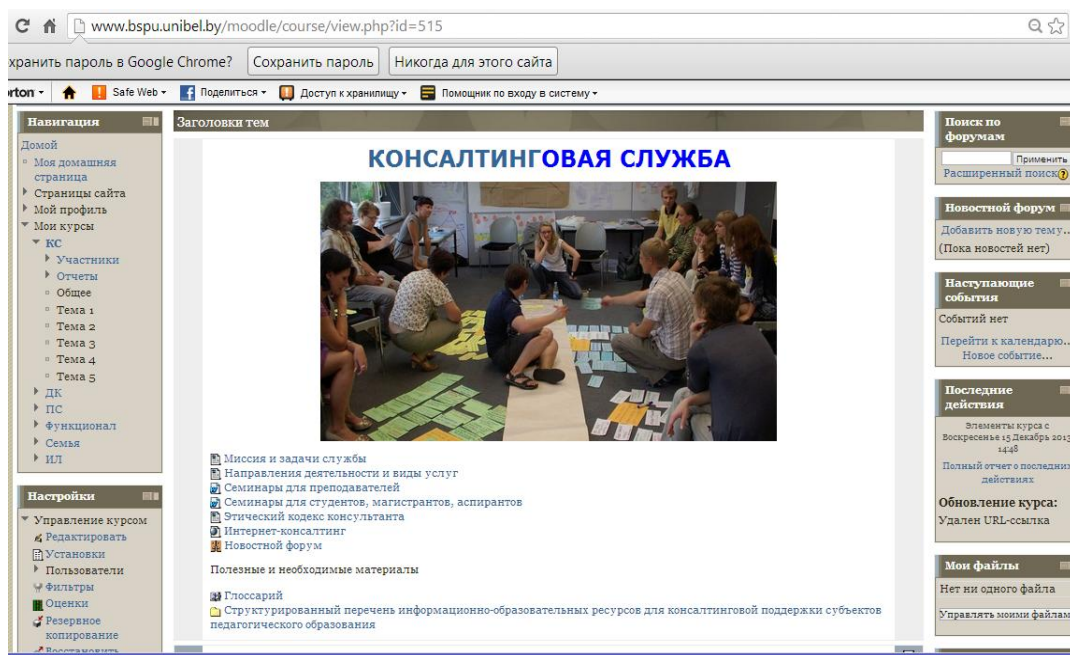 www.bspu.unibel.by/moodle/course/view.php?id=515
хранить пароль в Google Chrome? Сохранить пароль Никогда для этого сайта
orton Safe Web Поделиться Доступ к хранилищу Помощник по входу в систему
Навигация
Домой
Моя домашняя
страница
Страницы сайта
Мой профиль
Мои курсы
КС
Участники
Отчеты
Общее
Тема 1
Тема 2
Тема 3
Тема 4
Тема 5
ДК
ПС
Функционал
Семья
ИЛ
Настройки
Управление курсом
Редактировать
Установки
Пользователи
Фильтры
Оценки
Резервное
копирование
Восстановить
Заголовки тем
КОНСАЛТИНГОВАЯ СЛУЖБА
Миссия и задачи службы
Направления деятельности и виды услуг
Семинары для преподавателей
Семинары для студентов, магистрантов, аспирантов
Этический кодекс консультанта
Интернет-консалтинг
Новостной форум
Полезные и необходимые материалы
Глоссарий
Структурированный перечень информационно-образовательных ресурсов для консалтинговой поддержки субъектов
педагогического образования
Поиск по
форумам
Применить
Расширенный поиск
Новостной форум
Добавить новую тему...
(Пока новостей нет)
Наступающие
события
Событий нет
Перейти к календарю...
Новое событие...
Последние
действия
Элементы курса с
Воскресенье 15 Декабрь 2013,
14:48
Полный отчет о последних
действиях
Обновление курса:
Удален URL-ссылка
Мои файлы
Нет ни одного файла
Управлять моими файлам